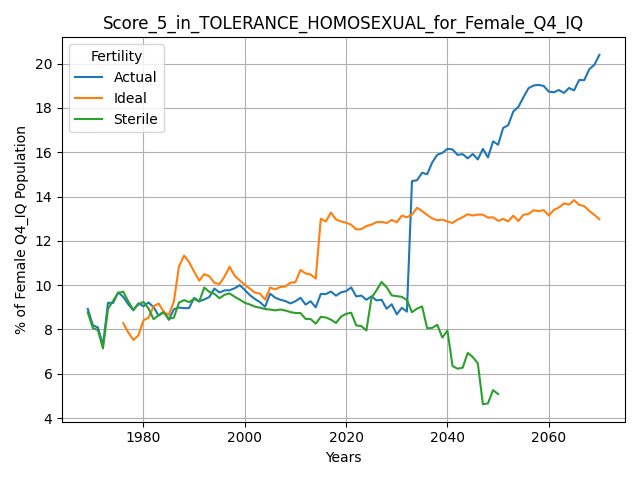 Score_5_in_TOLERANCE_HOMOSEXUAL_for_Female_Q4_IQ
Fertility
Actual
Ideal
Sterile
% of Female Q4_IQ Population
20
18
16
14
12
10
8
6
4
1980 2000 2020 2040 2060
Years